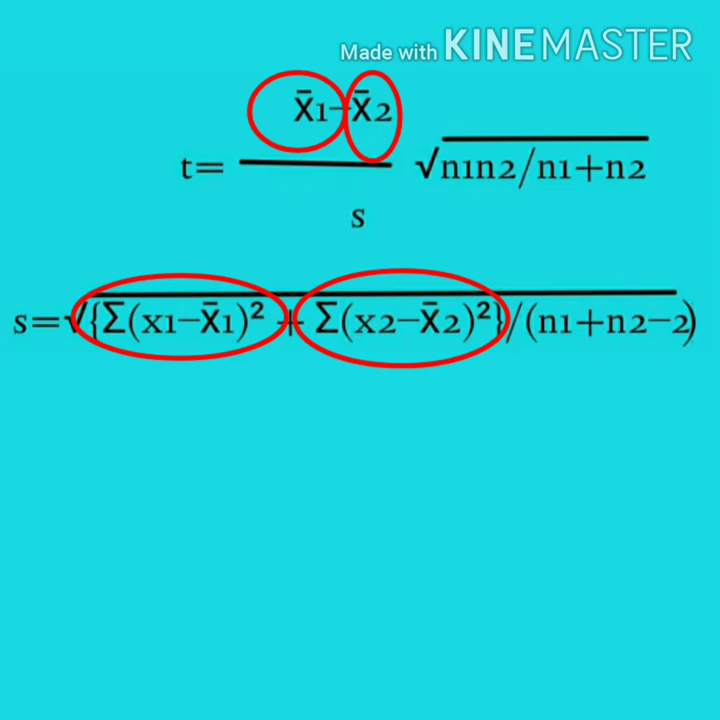 Made with KINEMASTER
X̄1−X̄2
t= √n1n2/n1+n2
s
s=√{Σ(x1−X̄1)² + Σ(x2−X̄2)²}/(n1+n2−2)